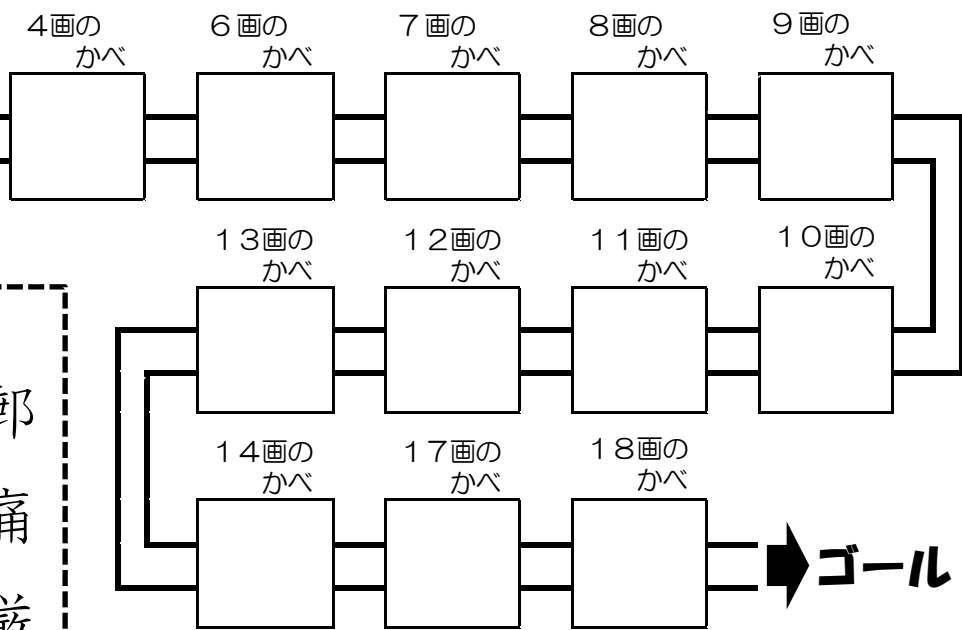 4画の
かべ
6画の
かべ
7画の
かべ
8画の
かべ
9画の
かべ
13画の
かべ
12画の
かべ
11画の
かべ
10画の
かべ
14画の
かべ
17画の
かべ
18画の
かべ
ゴール